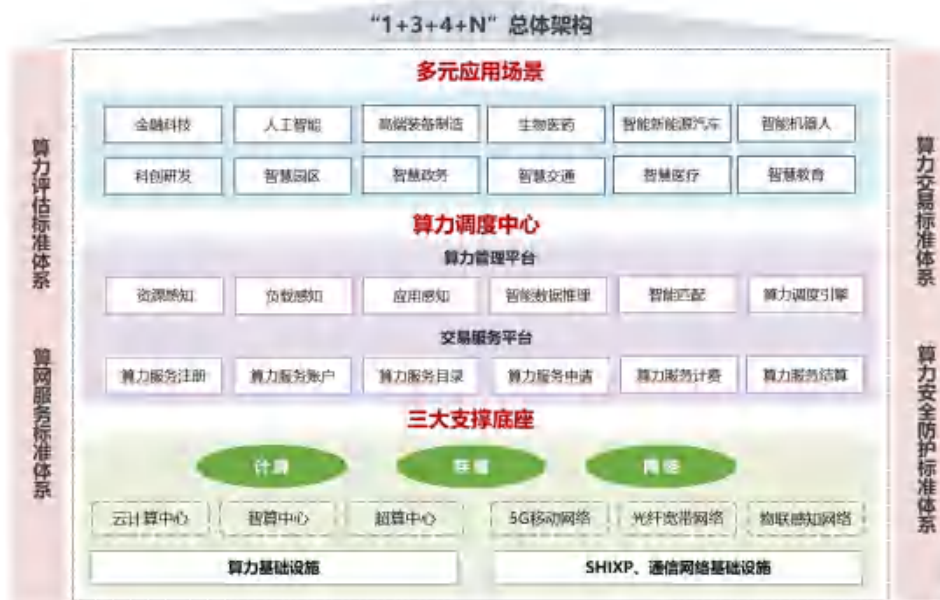 “1+3+4+N”总体架构
多元应用场景
金融科技 人工智能 高端装备制造 生物医药 智能新能源汽车 智能机器人
科创研发 智慧园区 智慧政务 智慧交通 智慧医疗 智慧教育
算力调度中心
算力管理平台
资源感知 负载感知 应用感知 智能数据推理 智能匹配 算力调度引擎
交易服务平台
算力服务注册 算力服务账户 算力服务目录 算力服务申请 算力服务计费 算力服务结算
三大支撑底座
计算 存储 网络
云计算中心 智算中心 超算中心 5G移动网络 光纤宽带网络 物联感知网络
算力基础设施 SHIXP、通信网络基础设施
算力评估标准体系
算网服务标准体系
算力交易标准体系
算力安全防护标准体系